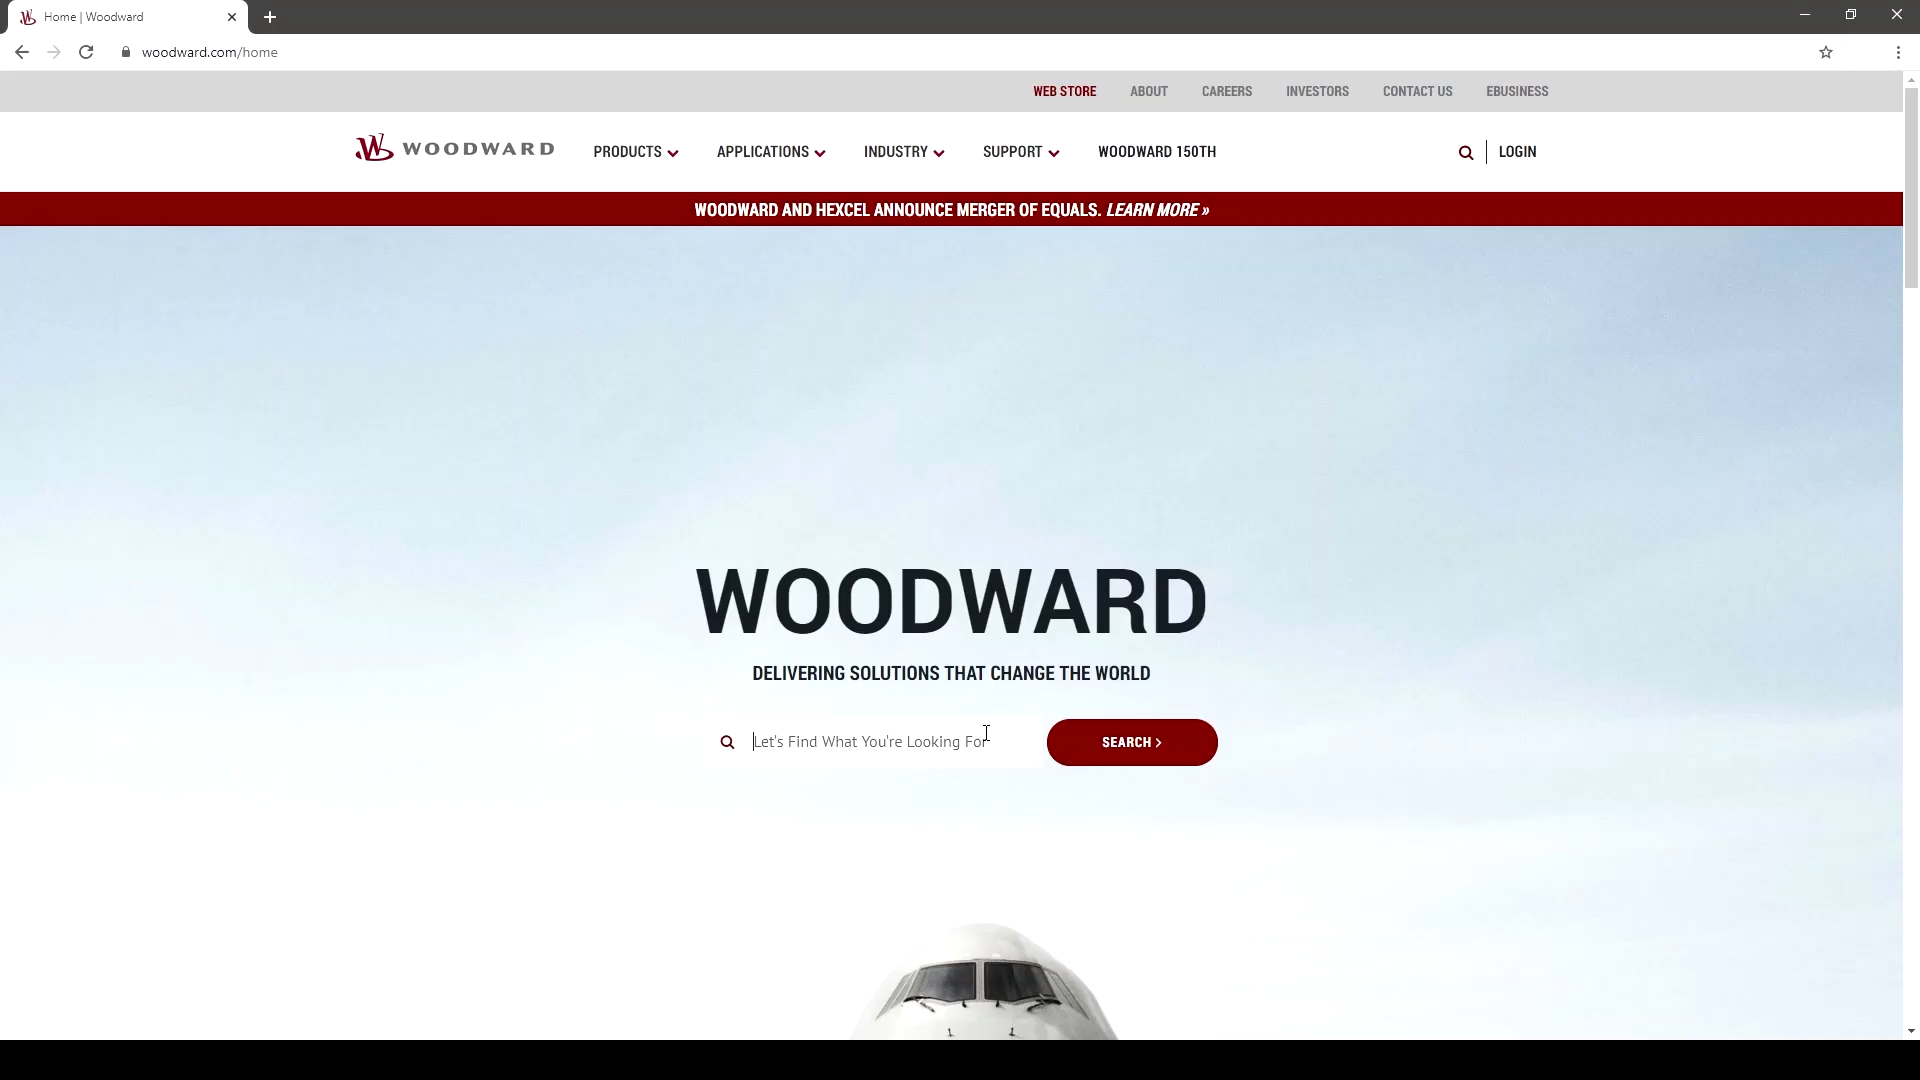 Home | Woodward
woodward.com/home
WEB STORE ABOUT CAREERS INVESTORS CONTACT US EBUSINESS
WOODWARD PRODUCTS APPLICATIONS INDUSTRY SUPPORT WOODWARD 150TH LOGIN
WOODWARD AND HEXCEL ANNOUNCE MERGER OF EQUALS. LEARN MORE »
WOODWARD
DELIVERING SOLUTIONS THAT CHANGE THE WORLD
Let's Find What You're Looking For SEARCH >